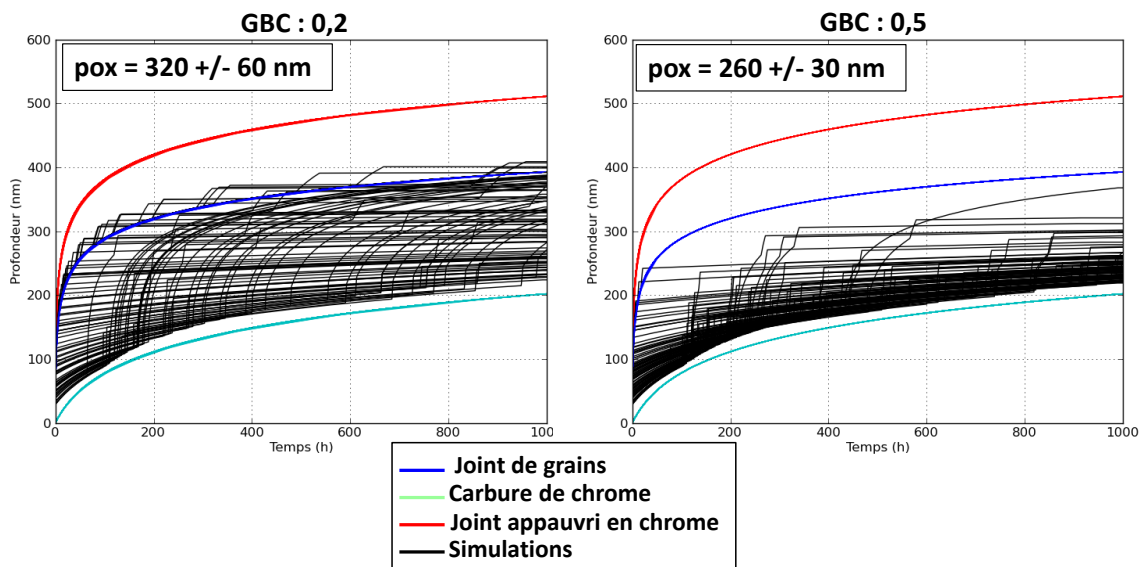 GBC : 0,2
GBC : 0,5
pox = 320 +/- 60 nm
pox = 260 +/- 30 nm
600
500
400
300
200
100
0
Profondeur (nm)
0
200
400
600
800
100
Temps (h)
600
500
400
300
200
100
0
Profondeur (nm)
0
200
400
600
800
1000
Temps (h)
Joint de grains
Carbure de chrome
Joint appauvri en chrome
Simulations